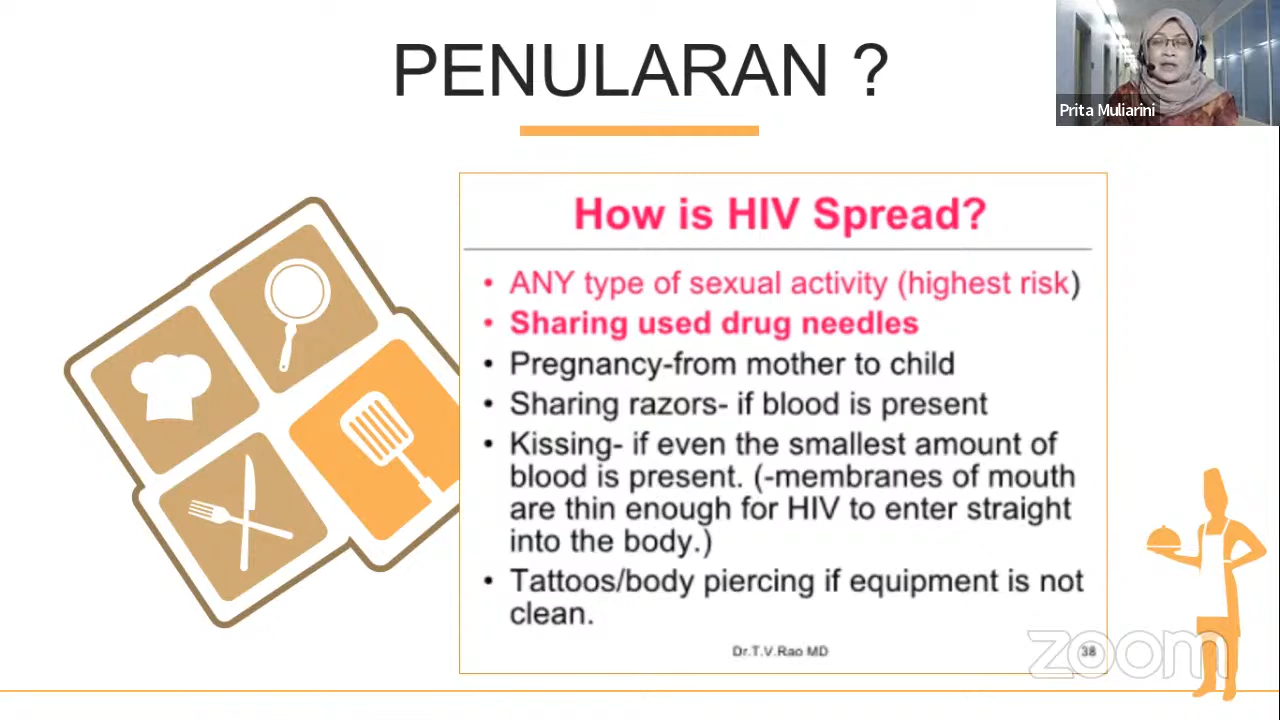 PENULARAN ?
Prita Muliarini
How is HIV Spread?
• ANY type of sexual activity (highest risk)
• Sharing used drug needles
• Pregnancy-from mother to child
• Sharing razors- if blood is present
• Kissing- if even the smallest amount of
blood is present. (-membranes of mouth
are thin enough for HIV to enter straight
into the body.)
• Tattoos/body piercing if equipment is not
clean.
Dr.T.V.Rao MD
38
zoom